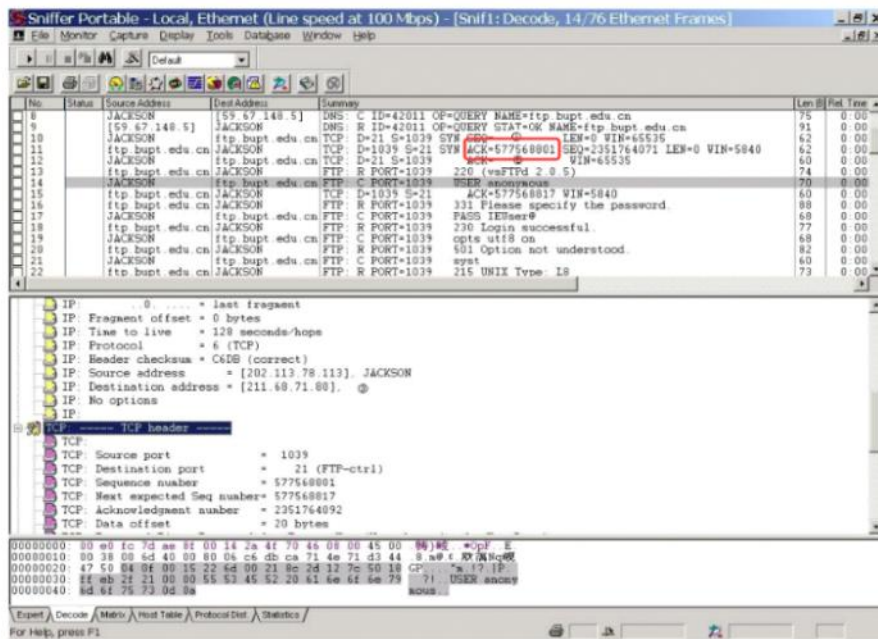 Sniffer Portable - Local, Ethernet (Line speed at 100 Mbps) - [Snif1: Decode, 14/76 Ethernet Frames]
File Monitor Capture Display Tools Database Window Help
Default
No. Status Source Address Dest Address Summary Len (B Rel. Time
8 JACKSON [59.67.148.5] DNS: C ID=42011 OP=QUERY NAME=ftp.bupt.edu.cn 75 0:00
9 [59.67.148.5] JACKSON DNS: R ID=42011 OP=QUERY STAT=OK NAME=ftp.bupt.edu.cn 91 0:00
10 JACKSON ftp.bupt.edu.cn TCP: D=21 S=1039 SYN SEQ= ① LEN=0 WIN=65535 62 0:00
11 ftp.bupt.edu.cn JACKSON TCP: D=1039 S=21 SYN ACK=577568801 SEQ=2351764071 LEN=0 WIN=5840 62 0:00
12 JACKSON ftp.bupt.edu.cn TCP: D=21 S=1039 ACK= ② WIN=65535 60 0:00
13 ftp.bupt.edu.cn JACKSON FTP: R PORT=1039 220 (vsFTPd 2.0.5) 74 0:00
14 JACKSON ftp.bupt.edu.cn FTP: C PORT=1039 USER anonymous 70 0:00
15 ftp.bupt.edu.cn JACKSON TCP: D=1039 S=21 ACK=577568817 WIN=5840 60 0:00
16 ftp.bupt.edu.cn JACKSON FTP: R PORT=1039 331 Please specify the password. 88 0:00
17 JACKSON ftp.bupt.edu.cn FTP: C PORT=1039 PASS IEUser@ 68 0:00
18 ftp.bupt.edu.cn JACKSON FTP: R PORT=1039 230 Login successful. 77 0:00
19 JACKSON ftp.bupt.edu.cn FTP: C PORT=1039 opts utf8 on 68 0:00
20 ftp.bupt.edu.cn JACKSON FTP: R PORT=1039 501 Option not understood. 82 0:00
21 JACKSON ftp.bupt.edu.cn FTP: C PORT=1039 syst 60 0:00
22 ftp.bupt.edu.cn JACKSON FTP: R PORT=1039 215 UNIX Type: L8 73 0:00
IP: ..0. .... = last fragment
IP: Fragment offset = 0 bytes
IP: Time to live = 128 seconds/hops
IP: Protocol = 6 (TCP)
IP: Header checksum = C6DB (correct)
IP: Source address = [202.113.78.113], JACKSON
IP: Destination address = [211.68.71.80],
IP: No options
IP:
TCP: ----- TCP header -----
TCP:
TCP: Source port = 1039
TCP: Destination port = 21 (FTP-ctrl)
TCP: Sequence number = 577568801
TCP: Next expected Seq number= 577568817
TCP: Acknowledgment number = 2351764092
TCP: Data offset = 20 bytes
00000000: 00 e0 fc 7d ae 8f 00 14 2a 4f 70 46 08 00 45 00
00000010: 00 38 00 6d 40 00 80 06 c6 db ca 71 4e 71 d3 44
00000020: 47 50 04 0f 00 15 22 6d 00 21 8c 2d 12 7c 50 18
00000030: ff eb 2f 21 00 00 55 53 45 52 20 61 6e 6f 6e 79 USER anony
00000040: 6d 6f 75 73 0d 0a mous..
Expert Decode Matrix Host Table Protocol Dist. Statistics
For Help, press F1